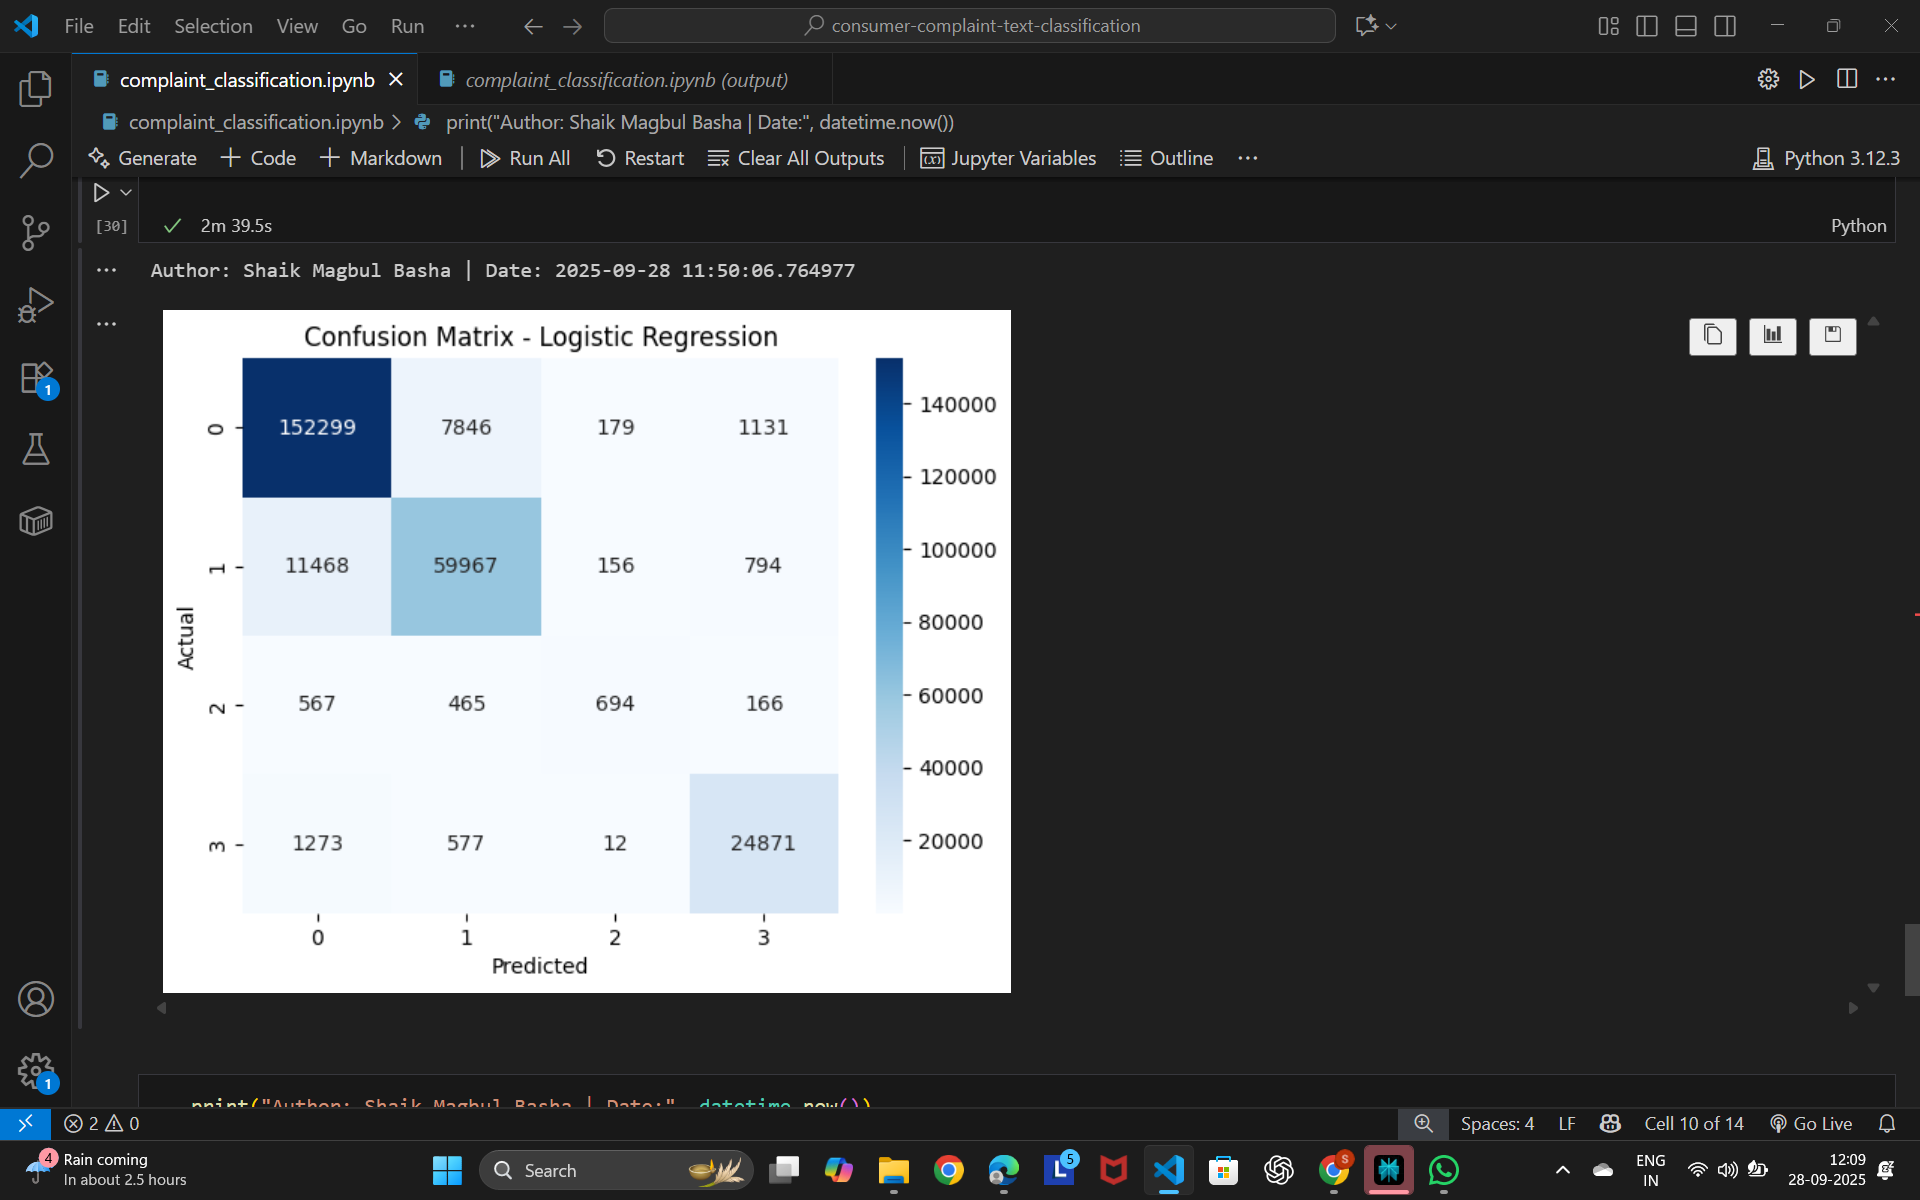 File Edit Selection View Go Run ··· consumer-complaint-text-classification
complaint_classification.ipynb complaint_classification.ipynb (output)
complaint_classification.ipynb > print("Author: Shaik Magbul Basha | Date:", datetime.now())
Generate + Code + Markdown | Run All Restart Clear All Outputs | Jupyter Variables Outline ··· Python 3.12.3
[30] 2m 39.5s Python
Author: Shaik Magbul Basha | Date: 2025-09-28 11:50:06.764977
Confusion Matrix - Logistic Regression
0 152299 7846 179 1131
1 11468 59967 156 794
2 567 465 694 166
3 1273 577 12 24871
Actual
0 1 2 3
Predicted
140000
120000
100000
80000
60000
40000
20000
print("Author: Shaik Magbul Basha | Date:", datetime.now())
2 0 Spaces: 4 LF Cell 10 of 14 Go Live
1
1
4
Rain coming
In about 2.5 hours
Search
L
5
S
ENG
IN
12:09
28-09-2025